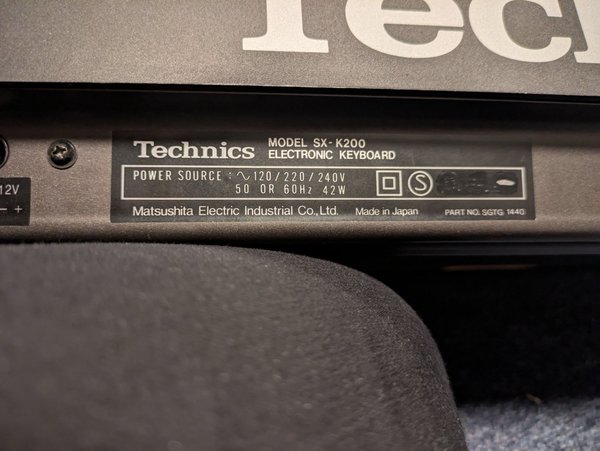 Tec
Technics MODEL SX-K200
ELECTRONIC KEYBOARD
POWER SOURCE : ∿ 120/220/240V
50 OR 60Hz 42W
S
12V
- +
Matsushita Electric Industrial Co., Ltd. Made in Japan PART NO. SGTG 1440